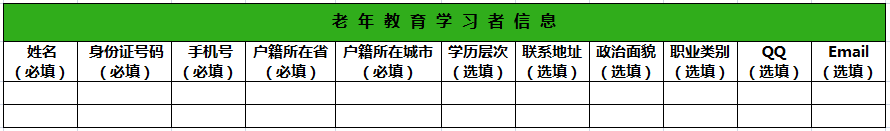 老年教育学习者信息
姓名 身份证号码 手机号 户籍所在省 户籍所在城市 学历层次 联系地址 政治面貌 职业类别 QQ Email
（必填） （必填） （必填） （必填） （必填） （选填） （选填） （选填） （选填） （选填） （选填）